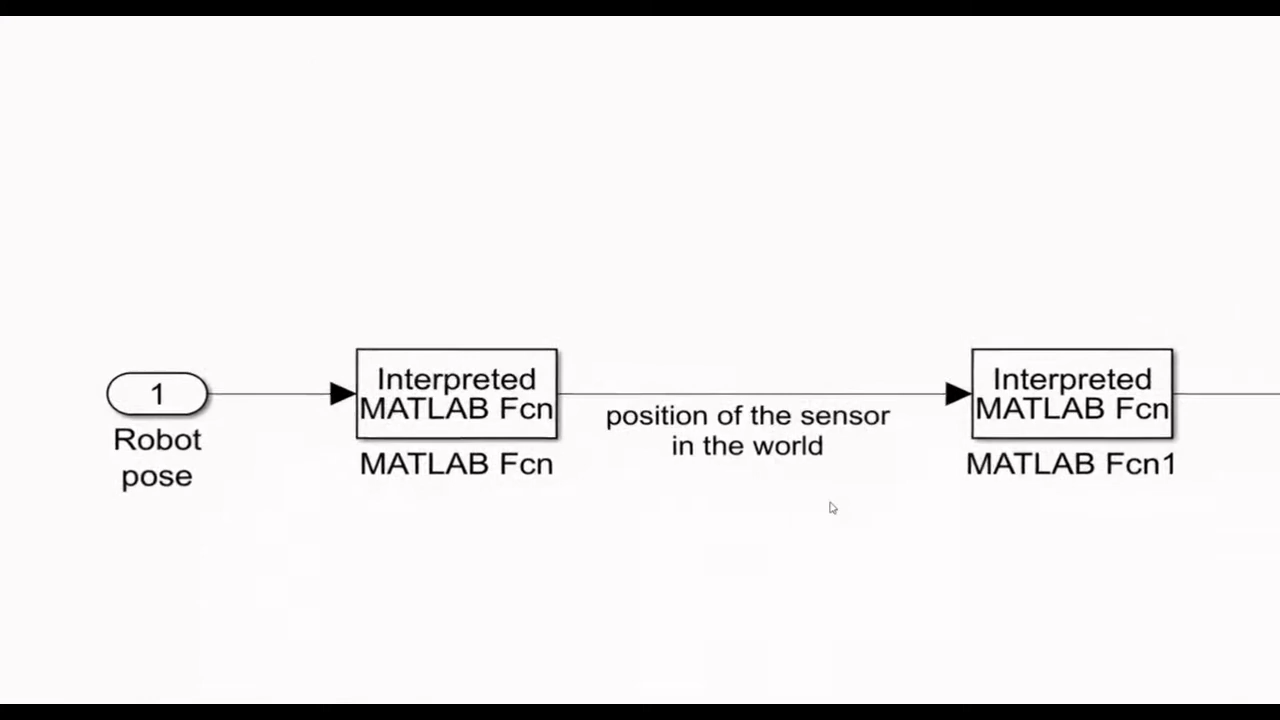 1
Robot
pose
Interpreted
MATLAB Fcn
MATLAB Fcn
position of the sensor
in the world
Interpreted
MATLAB Fcn
MATLAB Fcn1